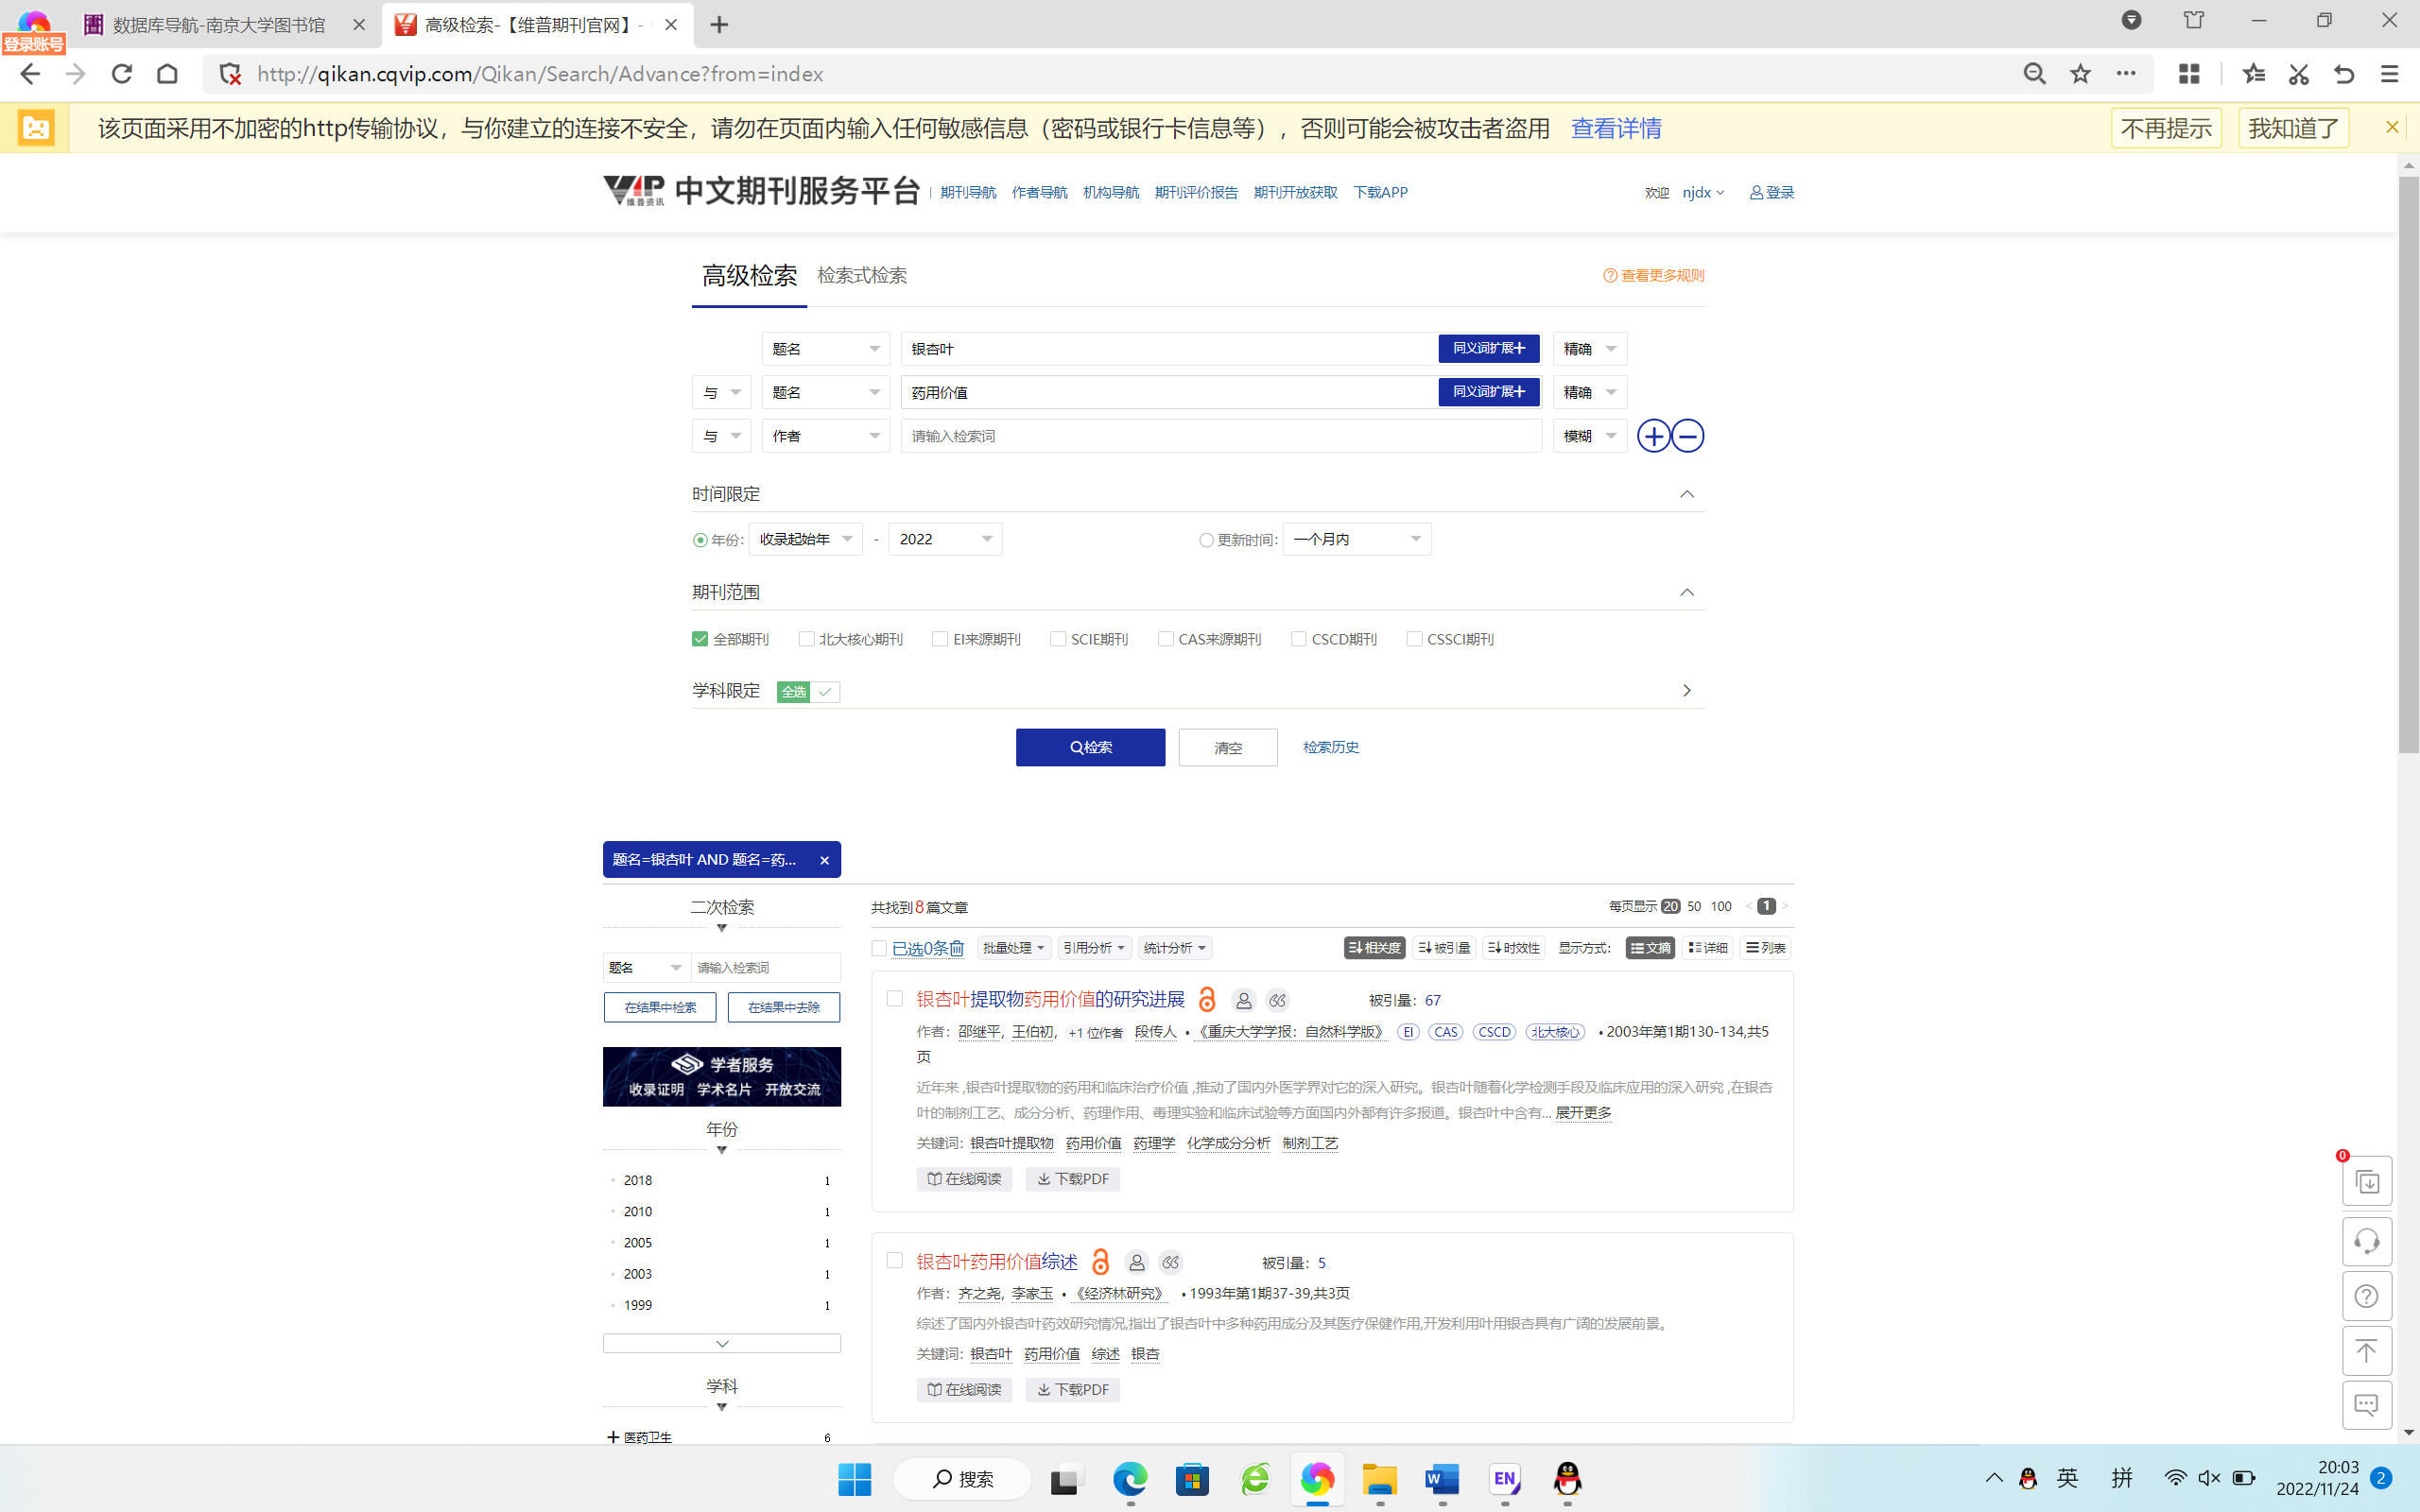 登录账号
数据库导航-南京大学图书馆
高级检索-【维普期刊官网】-
http://qikan.cqvip.com/Qikan/Search/Advance?from=index
该页面采用不加密的http传输协议，与你建立的连接不安全，请勿在页面内输入任何敏感信息（密码或银行卡信息等），否则可能会被攻击者盗用 查看详情 不再提示 我知道了
VIP 维普资讯 中文期刊服务平台 期刊导航 作者导航 机构导航 期刊评价报告 期刊开放获取 下载APP 欢迎 njdx 登录
高级检索 检索式检索 查看更多规则
题名 银杏叶 同义词扩展+ 精确
与 题名 药用价值 同义词扩展+ 精确
与 作者 请输入检索词 模糊
时间限定
年份： 收录起始年 - 2022 更新时间： 一个月内
期刊范围
全部期刊 北大核心期刊 EI来源期刊 SCIE期刊 CAS来源期刊 CSCD期刊 CSSCI期刊
学科限定 全选
检索 清空 检索历史
题名=银杏叶 AND 题名=药... ×
二次检索
题名 请输入检索词
在结果中检索 在结果中去除
学者服务
收录证明 学术名片 开放交流
年份
2018 1
2010 1
2005 1
2003 1
1999 1
学科
医药卫生 6
共找到8篇文章 每页显示 20 50 100 < 1 >
已选0条 批量处理 引用分析 统计分析 相关度 被引量 时效性 显示方式： 文摘 详细 列表
银杏叶提取物药用价值的研究进展 被引量：67
作者：邵继平，王伯初，+1 位作者 段传人 •《重庆大学学报：自然科学版》 EI CAS CSCD 北大核心 •2003年第1期130-134,共5
页
近年来 ,银杏叶提取物的药用和临床治疗价值 ,推动了国内外医学界对它的深入研究。银杏叶随着化学检测手段及临床应用的深入研究 ,在银杏
叶的制剂工艺、成分分析、药理作用、毒理实验和临床试验等方面国内外都有许多报道。银杏叶中含有... 展开更多
关键词：银杏叶提取物 药用价值 药理学 化学成分分析 制剂工艺
在线阅读 下载PDF
银杏叶药用价值综述 被引量：5
作者：齐之尧，李家玉 •《经济林研究》 •1993年第1期37-39,共3页
综述了国内外银杏叶药效研究情况,指出了银杏叶中多种药用成分及其医疗保健作用,开发利用叶用银杏具有广阔的发展前景。
关键词：银杏叶 药用价值 综述 银杏
在线阅读 下载PDF
0
搜索
EN
英 拼
20:03
2022/11/24
2